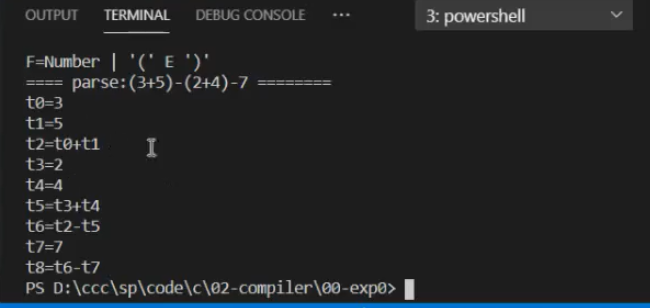 OUTPUT TERMINAL DEBUG CONSOLE ··· 3: powershell
F=Number | '(' E ')'
==== parse:(3+5)-(2+4)-7 ========
t0=3
t1=5
t2=t0+t1
t3=2
t4=4
t5=t3+t4
t6=t2-t5
t7=7
t8=t6-t7
PS D:\ccc\sp\code\c\02-compiler\00-exp0>